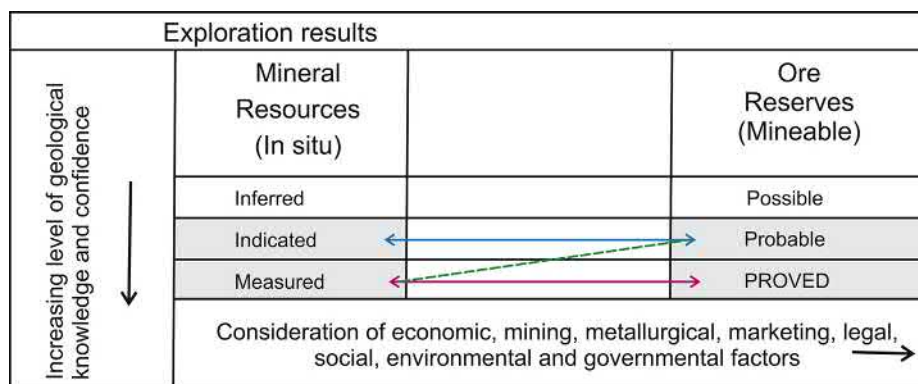 Exploration results
Increasing level of geological
knowledge and confidence
Mineral
Resources
(In situ)
Ore
Reserves
(Mineable)
Inferred
Possible
Indicated
Probable
Measured
PROVED
Consideration of economic, mining, metallurgical, marketing, legal,
social, environmental and governmental factors